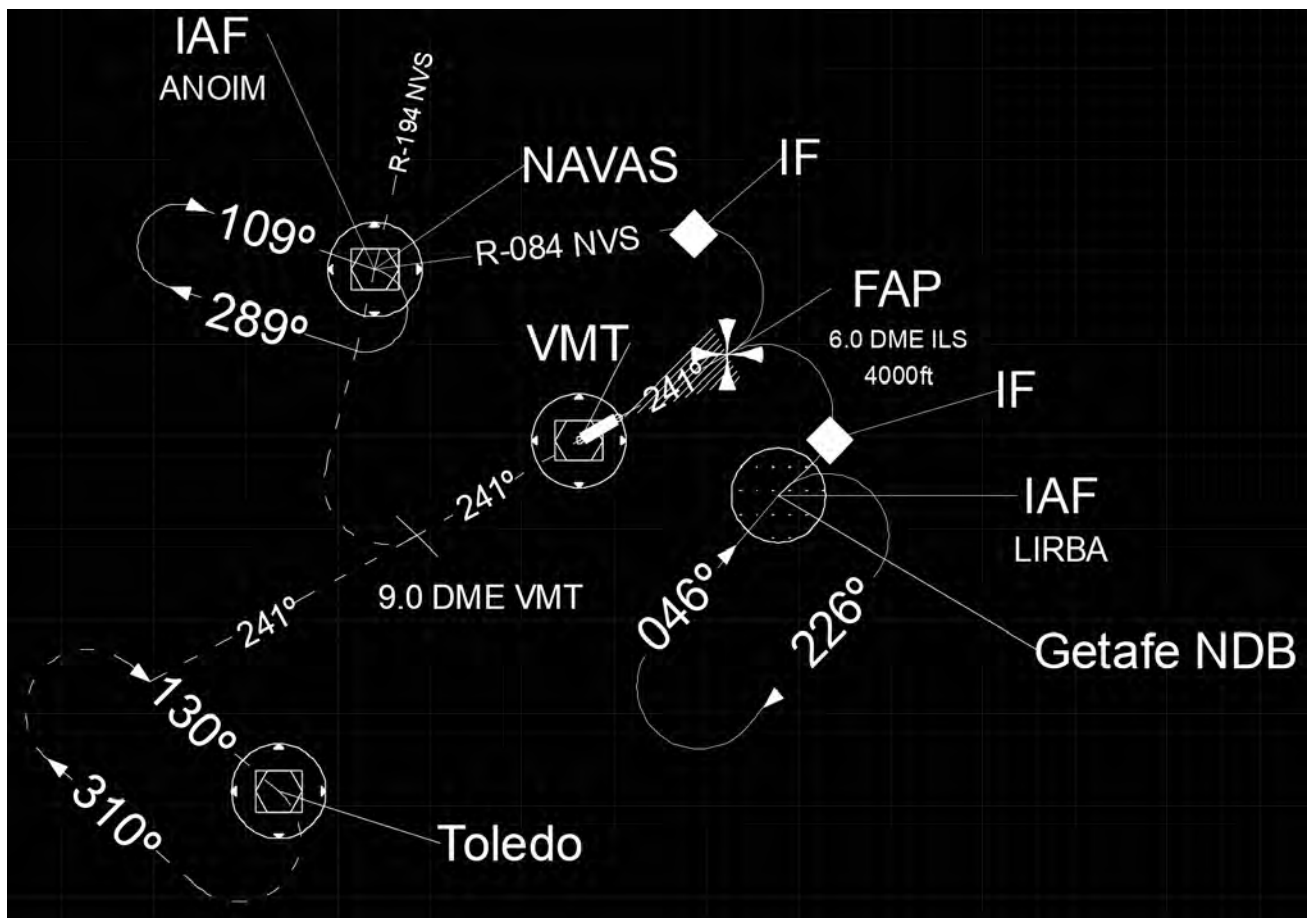 IAF
ANOIM
R-194 NVS
NAVAS
IF
109º
R-084 NVS
289º
FAP
6.0 DME ILS
4000ft
VMT
241º
IF
241º
IAF
LIRBA
9.0 DME VMT
046º
226º
241º
Getafe NDB
130º
310º
Toledo